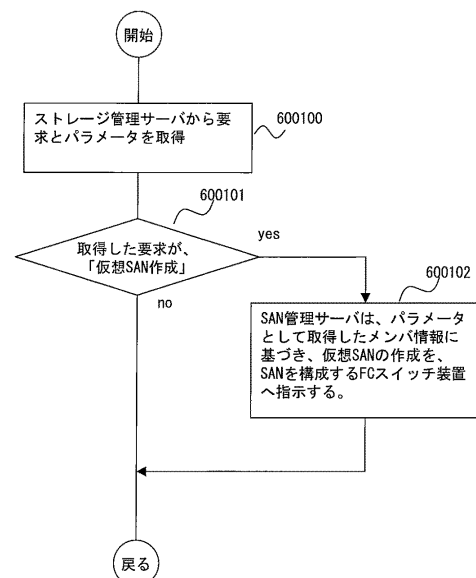 開始
ストレージ管理サーバから要
求とパラメータを取得
600100
600101
取得した要求が、
「仮想SAN作成」
yes
no
600102
SAN管理サーバは、パラメータ
として取得したメンバ情報に
基づき、仮想SANの作成を、
SANを構成するFCスイッチ装置
へ指示する。
戻る